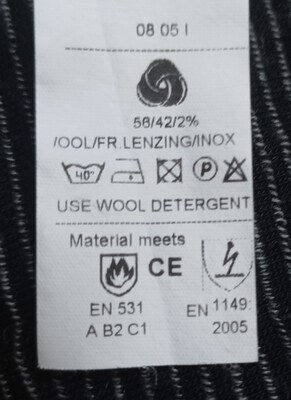 08 05 I
56/42/2%
/OOL/FR.LENZING/INOX
40°
P
A
USE WOOL DETERGENT
Material meets
CE
EN 531
A B2 C1
EN 1149:
2005